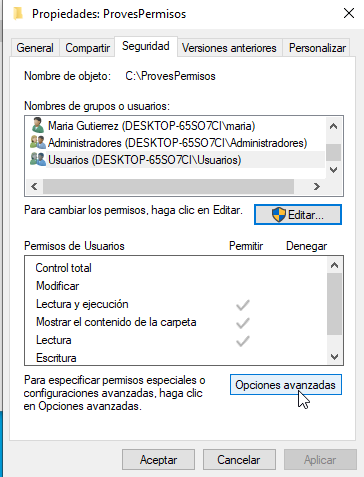 Propiedades: ProvesPermisos
General Compartir Seguridad Versiones anteriores Personalizar
Nombre de objeto: C:\ProvesPermisos
Nombres de grupos o usuarios:
Maria Gutierrez (DESKTOP-65SO7CI\maria)
Administradores (DESKTOP-65SO7CI\Administradores)
Usuarios (DESKTOP-65SO7CI\Usuarios)
Para cambiar los permisos, haga clic en Editar.
Editar...
Permisos de Usuarios Permitir Denegar
Control total
Modificar
Lectura y ejecución
Mostrar el contenido de la carpeta
Lectura
Escritura
Para especificar permisos especiales o
configuraciones avanzadas, haga clic
en Opciones avanzadas.
Opciones avanzadas
Aceptar Cancelar Aplicar